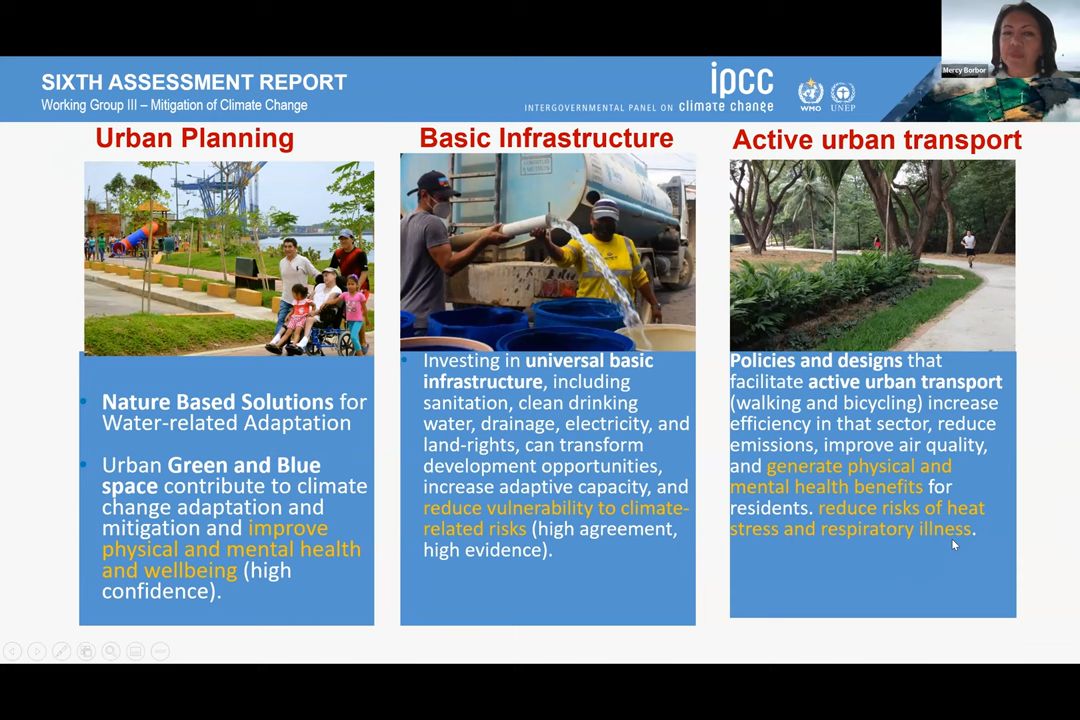 Mercy Borbor
SIXTH ASSESSMENT REPORT
Working Group III – Mitigation of Climate Change
ipcc
INTERGOVERNMENTAL PANEL ON climate change
WMO
UNEP
Urban Planning
• Nature Based Solutions for
Water-related Adaptation
• Urban Green and Blue
space contribute to climate
change adaptation and
mitigation and improve
physical and mental health
and wellbeing (high
confidence).
Basic Infrastructure
• Investing in universal basic
infrastructure, including
sanitation, clean drinking
water, drainage, electricity, and
land-rights, can transform
development opportunities,
increase adaptive capacity, and
reduce vulnerability to climate-
related risks (high agreement,
high evidence).
Active urban transport
Policies and designs that
facilitate active urban transport
(walking and bicycling) increase
efficiency in that sector, reduce
emissions, improve air quality,
and generate physical and
mental health benefits for
residents. reduce risks of heat
stress and respiratory illness.